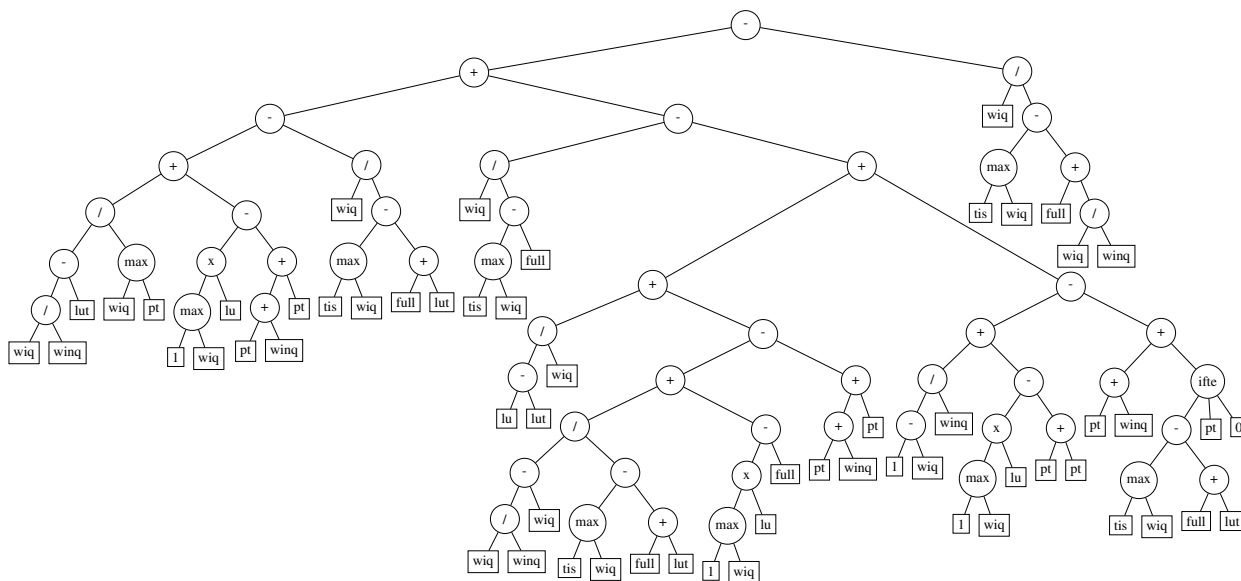 -
+ /
- - wiq -
+ / / + max +
/ - wiq - wiq - tis wiq full /
- max x + max + max full wiq winq
+ -
/ lut wiq pt max lu + pt tis wiq full lut tis wiq
/ - + +
wiq winq 1 wiq pt winq
- wiq + + / - + ifte
lu lut / - + pt - winq x + pt winq - pt 0
- - x full pt winq 1 wiq max lu pt pt max +
/ wiq max + max lu 1 wiq tis wiq full lut
wiq winq tis wiq full lut 1 wiq